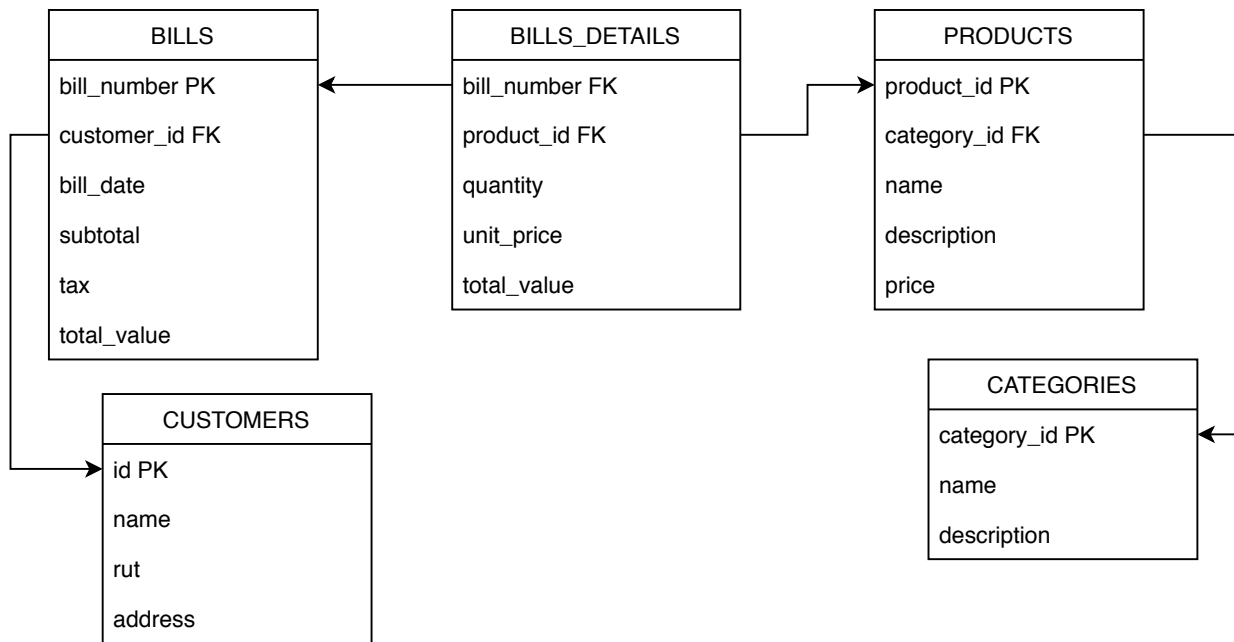 BILLS
bill_number PK
customer_id FK
bill_date
subtotal
tax
total_value
BILLS_DETAILS
bill_number FK
product_id FK
quantity
unit_price
total_value
PRODUCTS
product_id PK
category_id FK
name
description
price
CUSTOMERS
id PK
name
rut
address
CATEGORIES
category_id PK
name
description